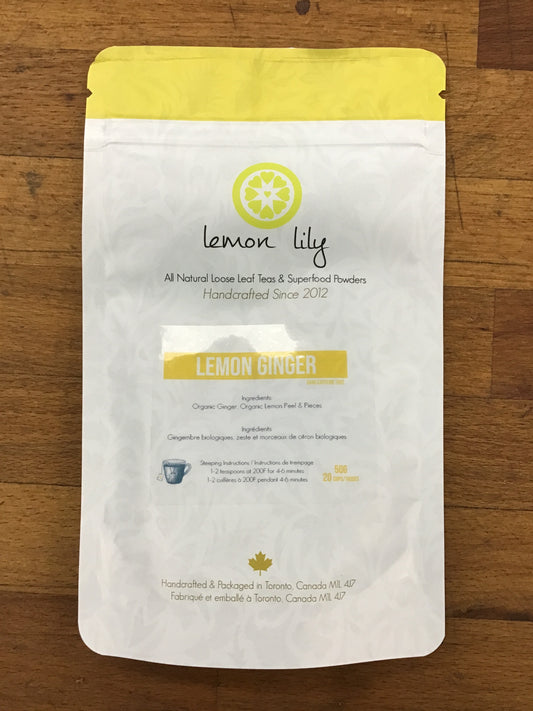 lemon lily
All Natural Loose Leaf Teas & Superfood Powders
Handcrafted Since 2012
LEMON GINGER
Ingredients:
Organic Ginger, Organic Lemon Peel & Pieces
Ingrédients:
Gingembre biologiques, zeste et morceaux de citron biologiques
Steeping Instructions / Instructions de trempage
1-2 teaspoons at 200F for 4-6 minutes
1-2 cuillères à 200F pendant 4-6 minutes
50G
20 CUPS/TASSES
Handcrafted & Packaged in Toronto, Canada M1L 4J7
Fabriqué et emballé à Toronto, Canada M1L 4J7